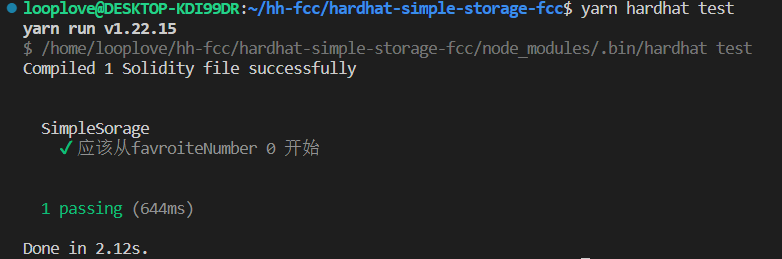 looplove@DESKTOP-KDI99DR:~/hh-fcc/hardhat-simple-storage-fcc$ yarn hardhat test
yarn run v1.22.15
$ /home/looplove/hh-fcc/hardhat-simple-storage-fcc/node_modules/.bin/hardhat test
Compiled 1 Solidity file successfully
SimpleSorage
✓ 应该从favroiteNumber 0 开始
1 passing (644ms)
Done in 2.12s.